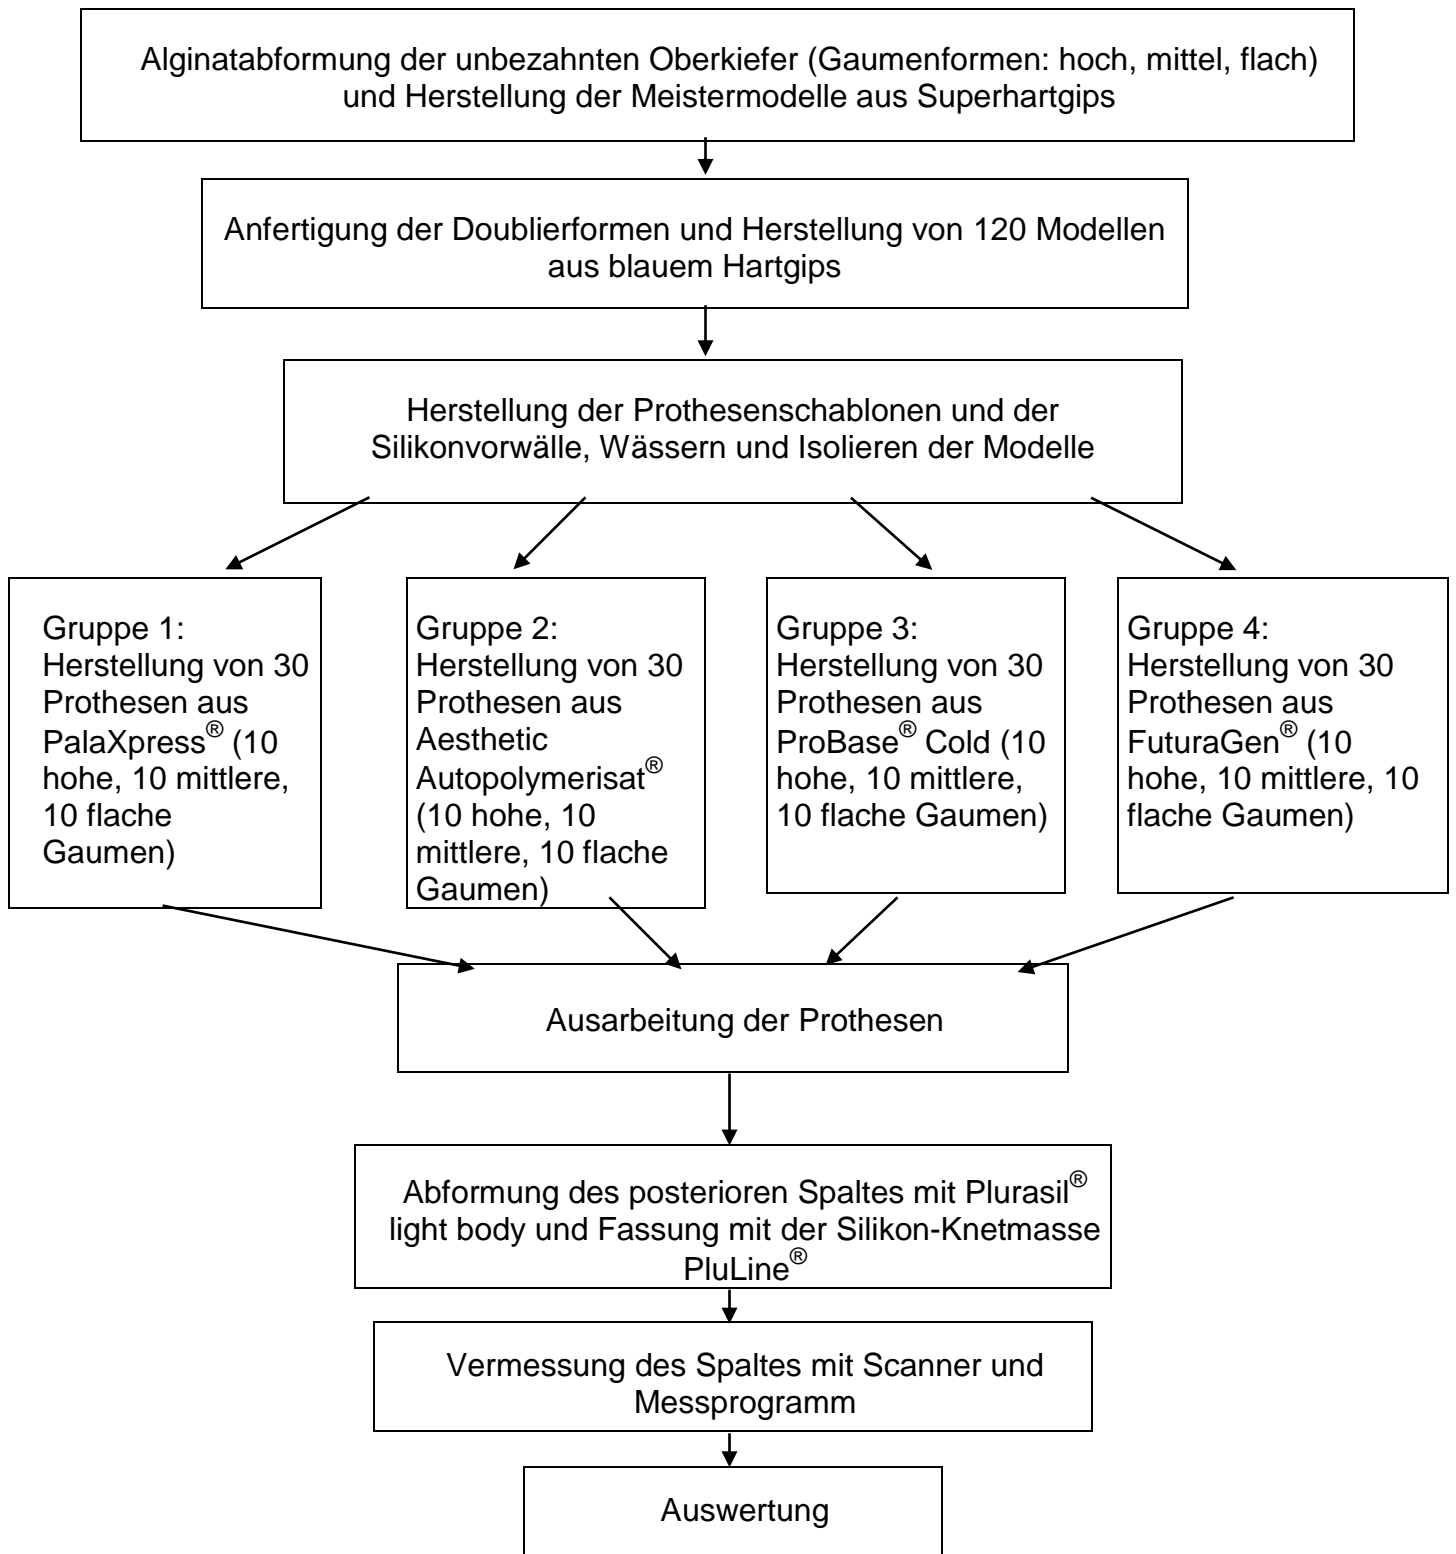 Alginatabformung der unbezahnten Oberkiefer (Gaumenformen: hoch, mittel, flach)
und Herstellung der Meistermodelle aus Superhartgips
Anfertigung der Doublierformen und Herstellung von 120 Modellen
aus blauem Hartgips
Herstellung der Prothesenschablonen und der
Silikonvorwälle, Wässern und Isolieren der Modelle
Gruppe 1:
Herstellung von 30
Prothesen aus
PalaXpress® (10
hohe, 10 mittlere,
10 flache
Gaumen)
Gruppe 2:
Herstellung von 30
Prothesen aus
Aesthetic
Autopolymerisat®
(10 hohe, 10
mittlere, 10 flache
Gaumen)
Gruppe 3:
Herstellung von 30
Prothesen aus
ProBase® Cold (10
hohe, 10 mittlere,
10 flache Gaumen)
Gruppe 4:
Herstellung von 30
Prothesen aus
FuturaGen® (10
hohe, 10 mittlere, 10
flache Gaumen)
Ausarbeitung der Prothesen
Abformung des posterioren Spaltes mit Plurasil®
light body und Fassung mit der Silikon-Knetmasse
PluLine®
Vermessung des Spaltes mit Scanner und
Messprogramm
Auswertung